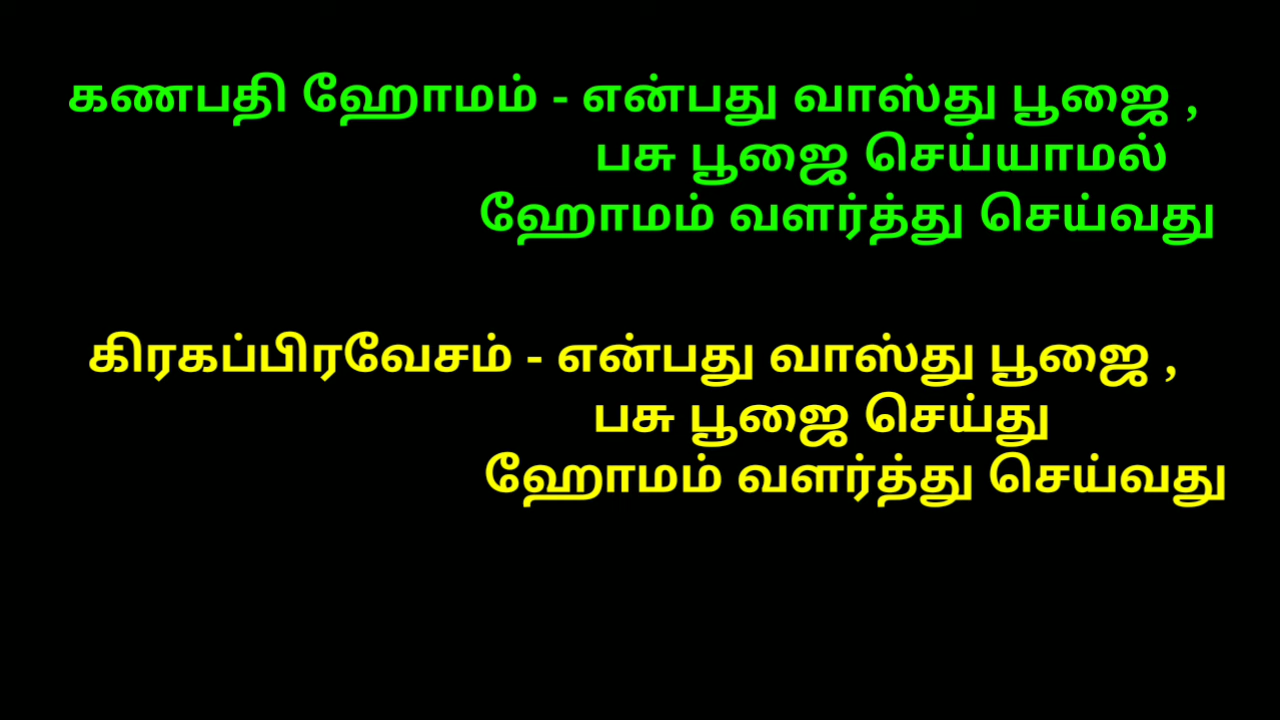 கணபதி ஹோமம் - என்பது வாஸ்து பூஜை ,
பசு பூஜை செய்யாமல்
ஹோமம் வளர்த்து செய்வது
கிரகப்பிரவேசம் - என்பது வாஸ்து பூஜை ,
பசு பூஜை செய்து
ஹோமம் வளர்த்து செய்வது